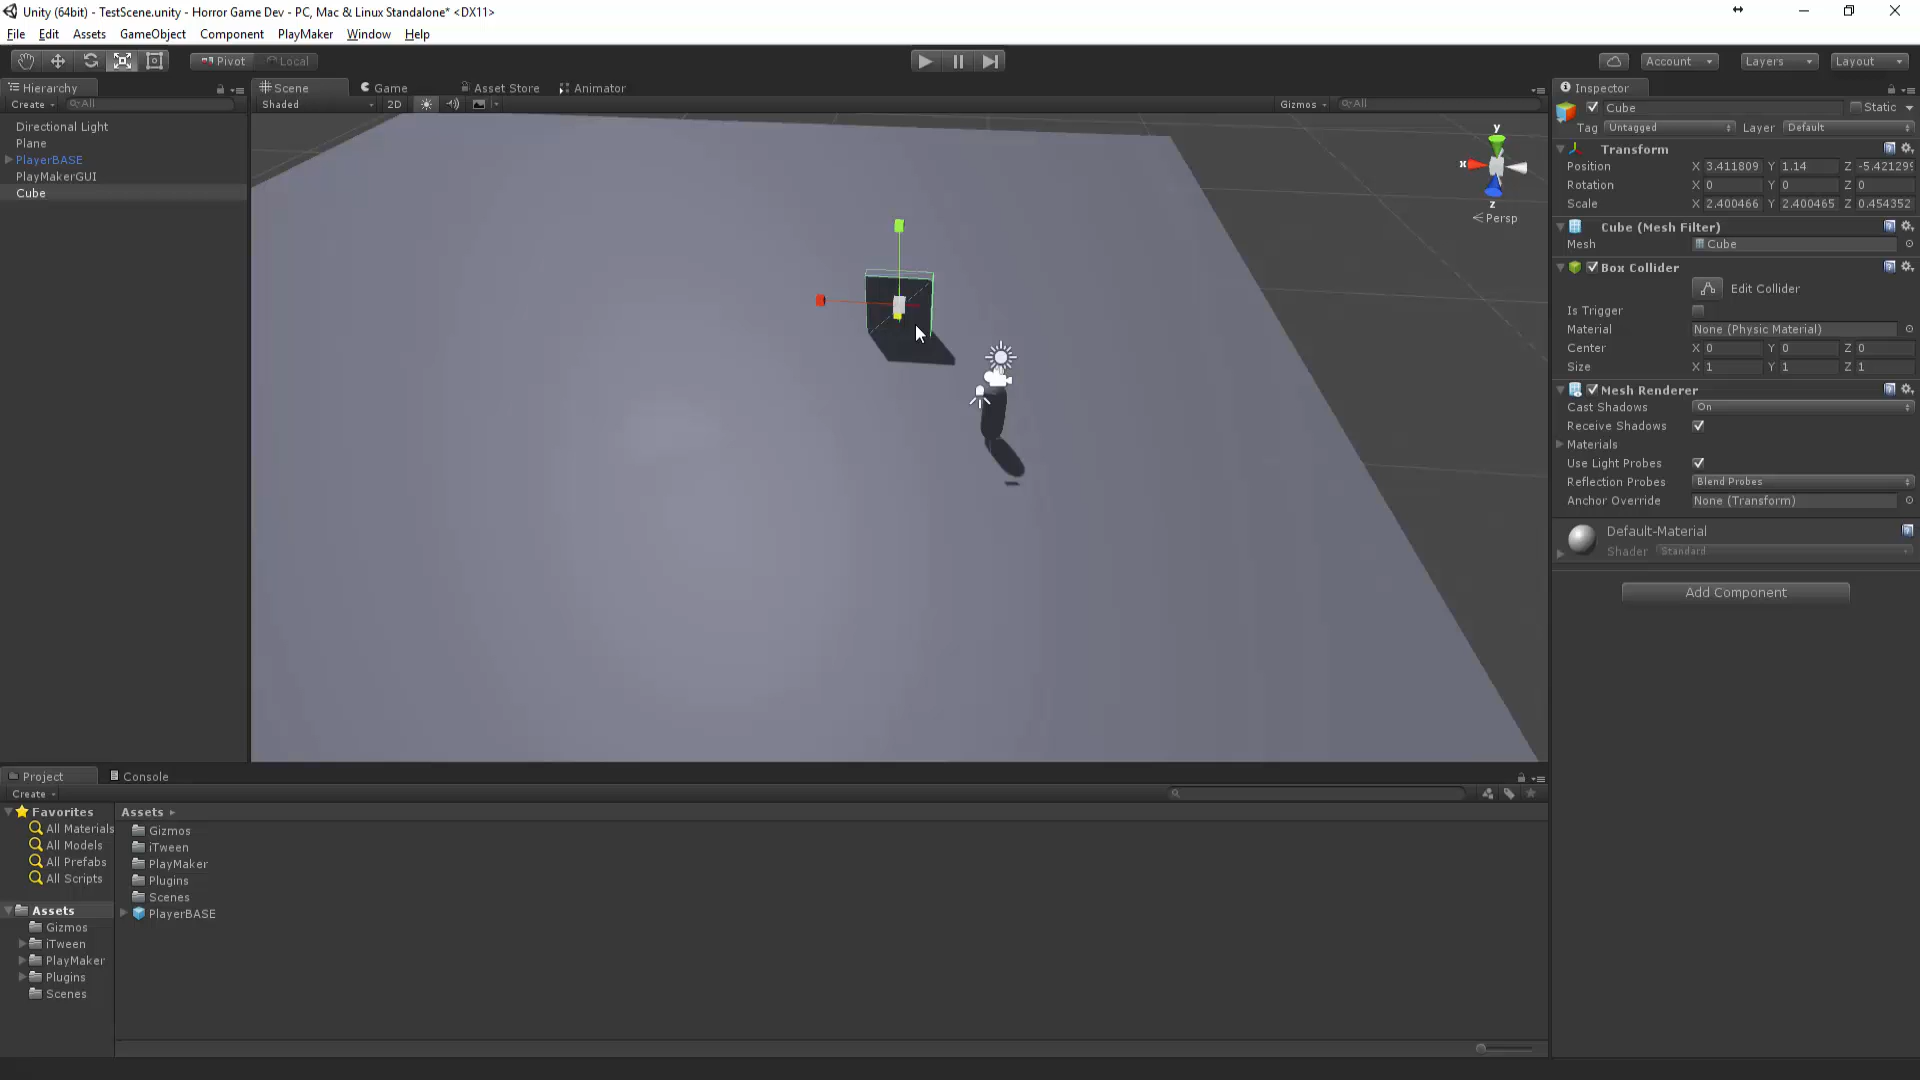 Unity (64bit) - TestScene.unity - Horror Game Dev - PC, Mac & Linux Standalone* <DX11>
File Edit Assets GameObject Component PlayMaker Window Help
Pivot Local Account Layers Layout
Hierarchy Scene Game Asset Store Animator Inspector
Create All Shaded 2D Gizmos All Cube Static
Tag Untagged Layer Default
Directional Light
Plane
PlayerBASE
PlayMakerGUI
Cube
y
x
z
Persp
Transform
Position X 3.411809 Y 1.14 Z -5.421299
Rotation X 0 Y 0 Z 0
Scale X 2.400466 Y 2.400465 Z 0.454352
Cube (Mesh Filter)
Mesh Cube
Box Collider
Edit Collider
Is Trigger
Material None (Physic Material)
Center X 0 Y 0 Z 0
Size X 1 Y 1 Z 1
Mesh Renderer
Cast Shadows On
Receive Shadows
Materials
Use Light Probes
Reflection Probes Blend Probes
Anchor Override None (Transform)
Default-Material
Shader Standard
Add Component
Project Console
Create
Favorites
All Materials
All Models
All Prefabs
All Scripts
Assets
Gizmos
iTween
PlayMaker
Plugins
Scenes
Assets
Gizmos
iTween
PlayMaker
Plugins
Scenes
PlayerBASE